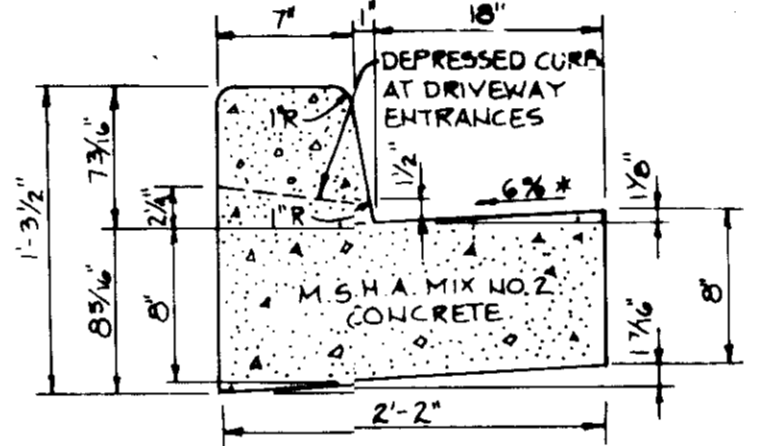 7" 1" 18"
DEPRESSED CURB
AT DRIVEWAY
ENTRANCES
1"R
7 3/16"
1 1/2"
6% *
1 1/8"
2 1/4"
1"R
1'-3 1/2"
M.S.H.A. MIX NO. 2
CONCRETE
8 5/16"
8"
8"
1 7/16"
2'-2"